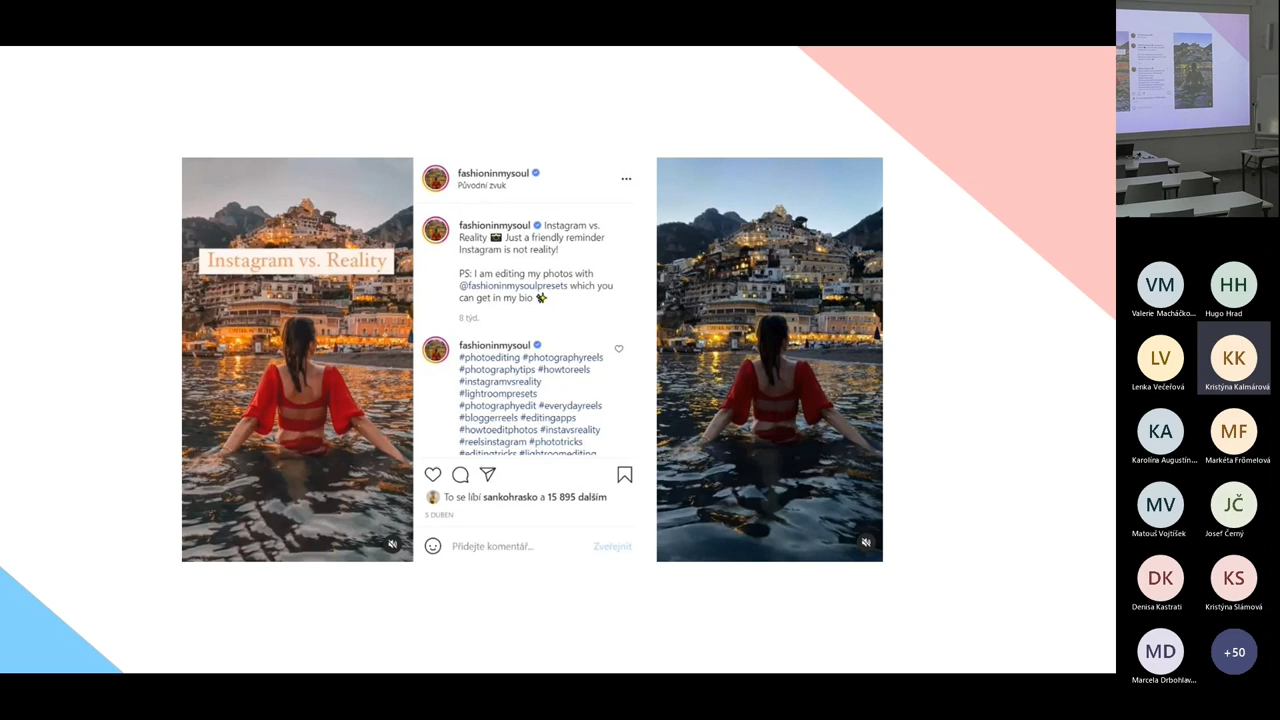 Instagram vs. Reality
fashioninmysoul
Původní zvuk
fashioninmysoul Instagram vs.
Reality 📷 Just a friendly reminder
Instagram is not reality!
PS: I am editing my photos with
@fashioninmysoulpresets which you
can get in my bio ✨
8 týd.
fashioninmysoul
#photoediting #photographyreels
#photographytips #howtoreels
#instagramvsreality
#lightroompresets
#photographyedit #everydayreels
#bloggerreels #editingapps
#howtoeditphotos #instavsreality
#reelsinstagram #phototricks
#editingtricks #lightroomediting
To se líbí sankohrasko a 15 895 dalším
5 DUBEN
Přidejte komentář...
Zveřejnit
VM
HH
Valerie Macháčko...
Hugo Hrad
LV
KK
Lenka Večeřová
Kristýna Kalmárová
KA
MF
Karolína Augustin...
Markéta Frömelová
MV
JČ
Matouš Vojtíšek
Josef Černý
DK
KS
Denisa Kastrati
Kristýna Slámová
MD
+50
Marcela Drbohlav...